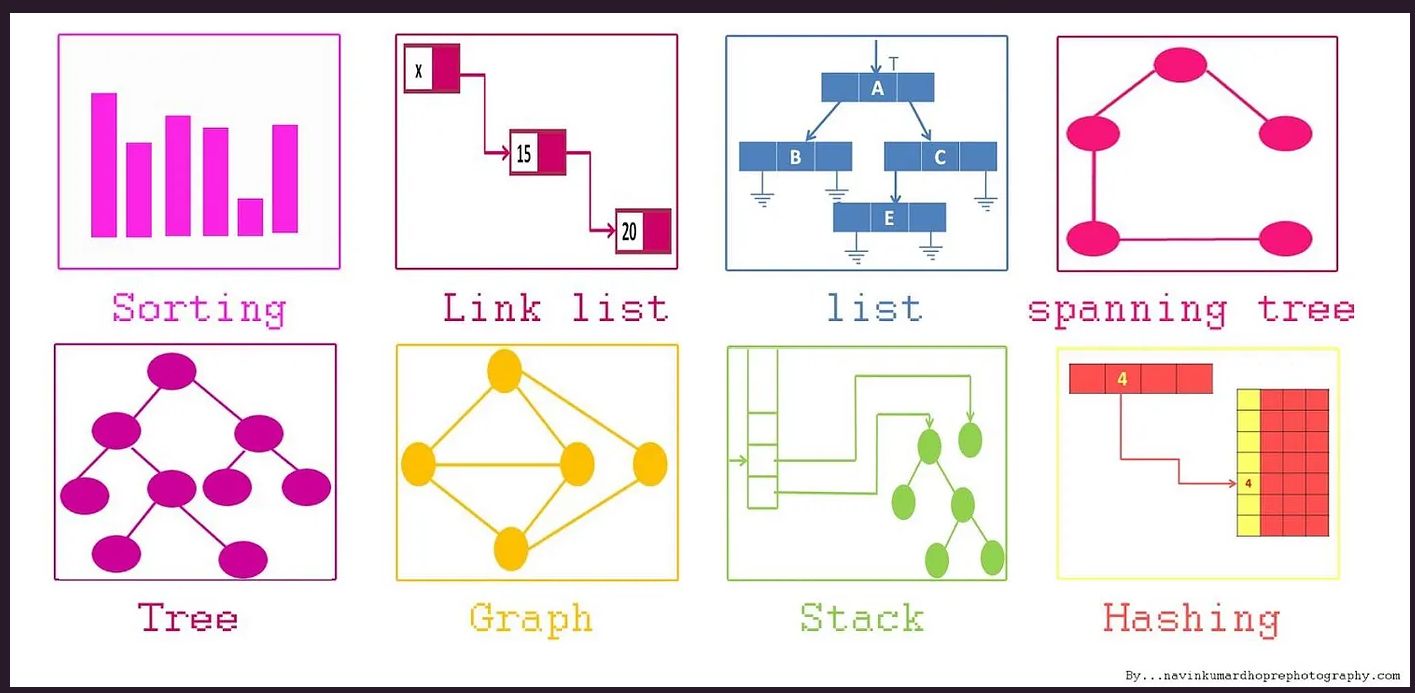 x
15
20
T
A
B
C
E
Sorting
Link list
list
spanning tree
4
4
Tree
Graph
Stack
Hashing
By...navinkumardhoprephotography.com